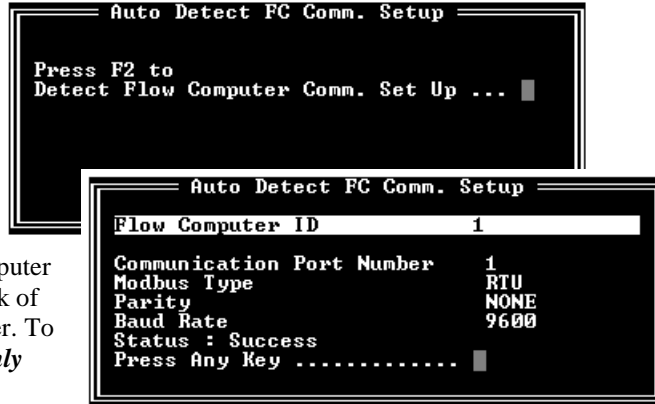 Auto Detect FC Comm. Setup
Press F2 to
Detect Flow Computer Comm. Set Up ...
Auto Detect FC Comm. Setup
Flow Computer ID 1
Communication Port Number 1
Modbus Type RTU
Parity NONE
Baud Rate 9600
Status : Success
Press Any Key .............
of
To